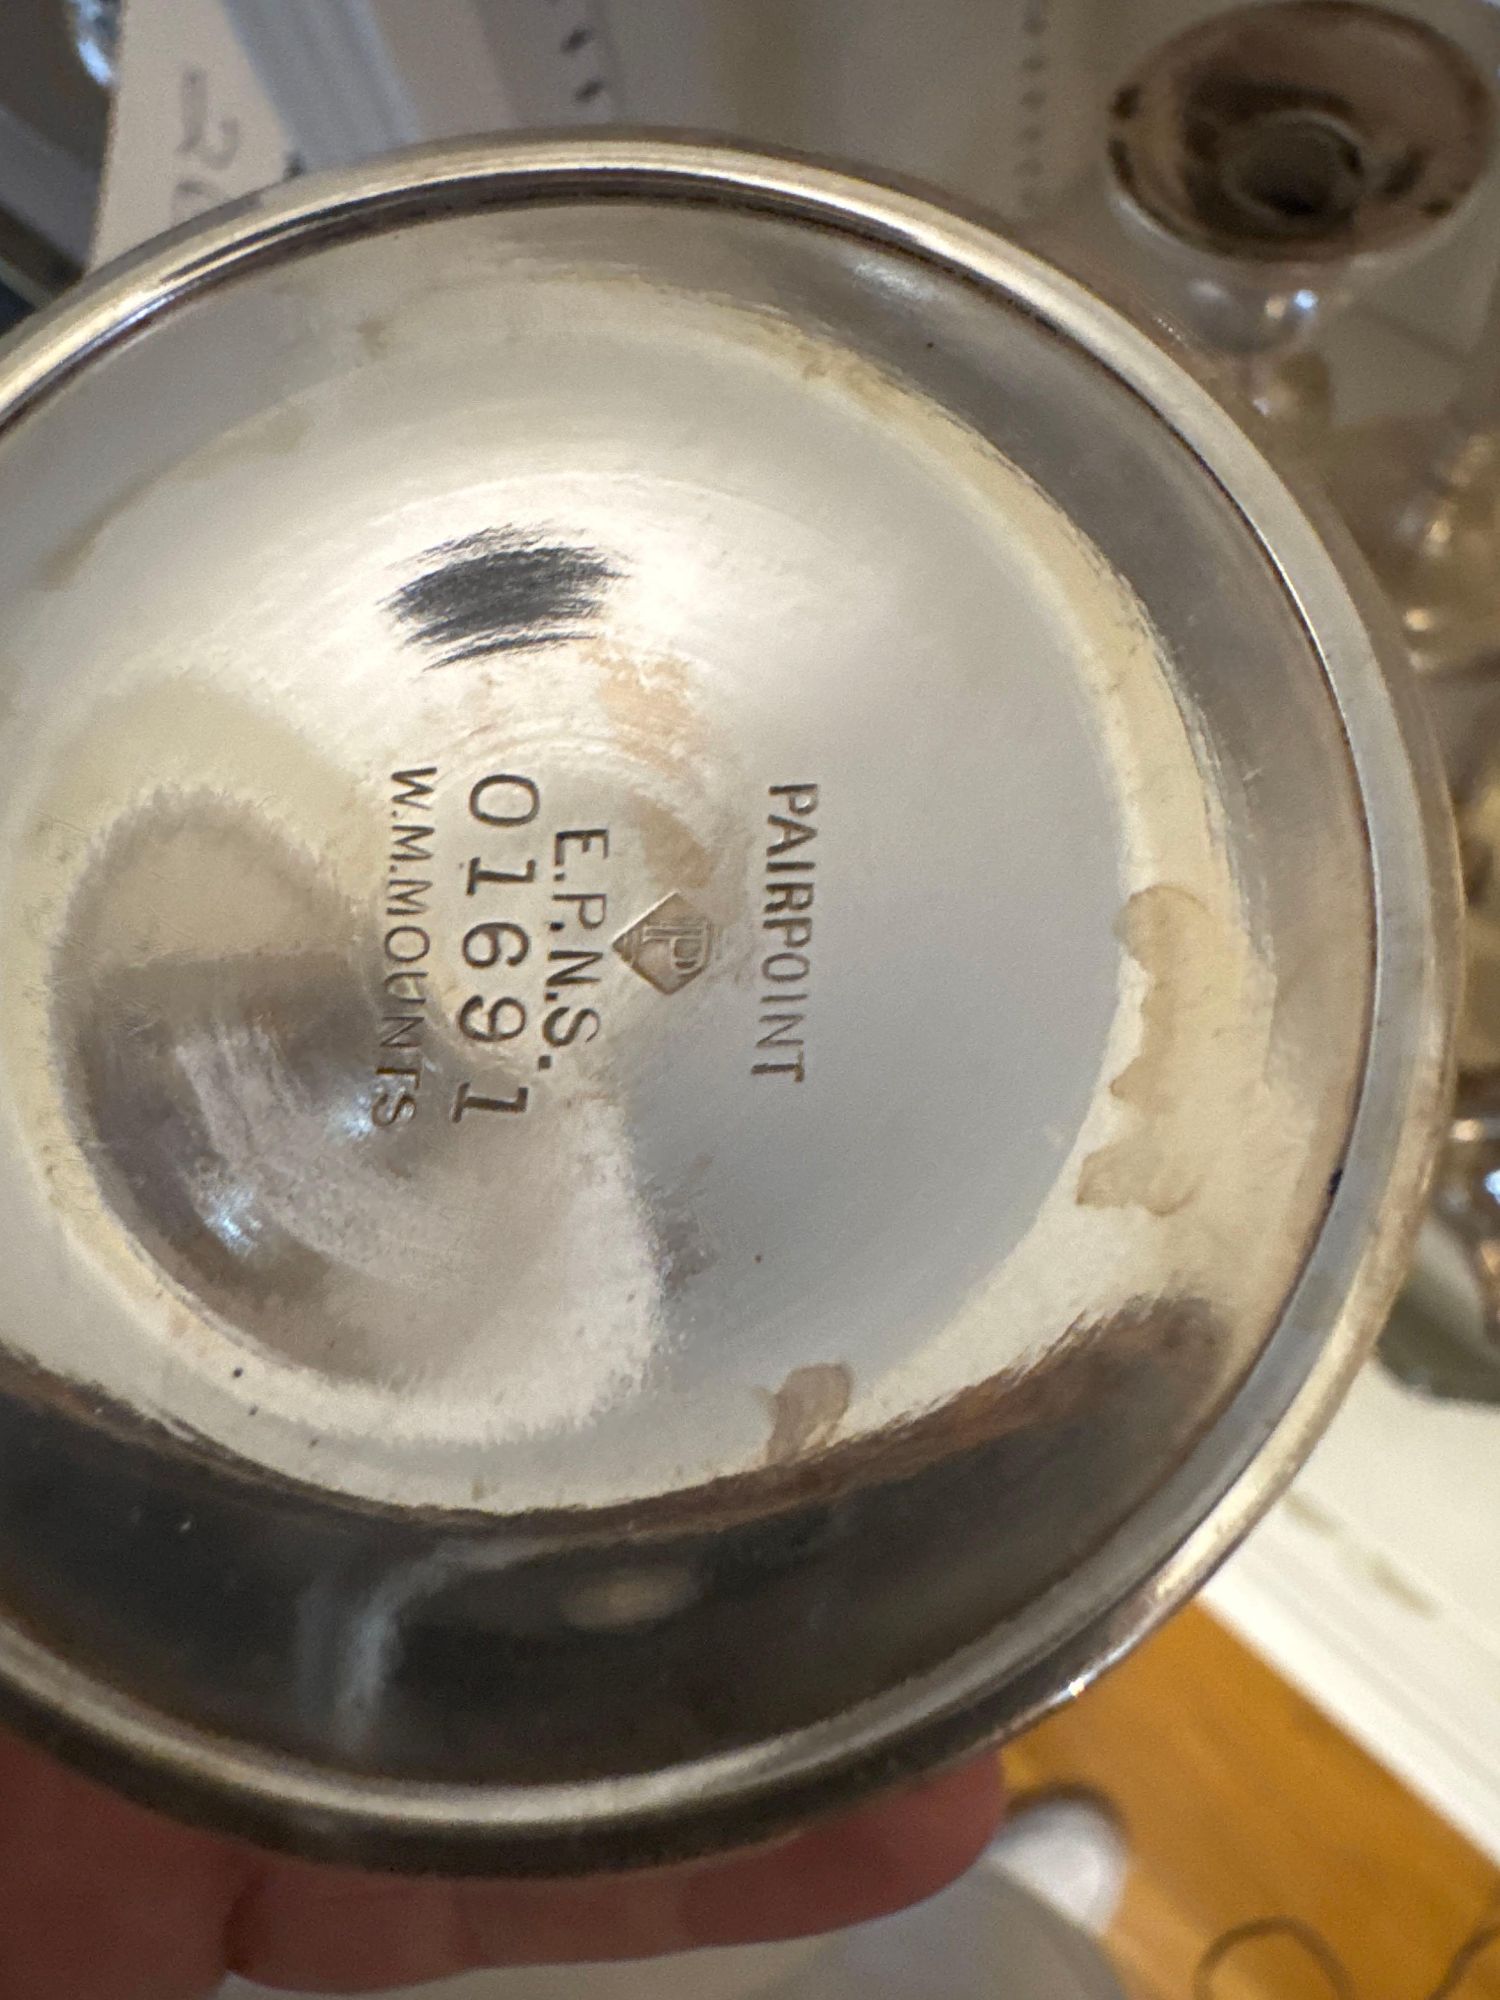 PAIRPOINT
P
E.P.N.S.
01691
W.M.MOUNTS